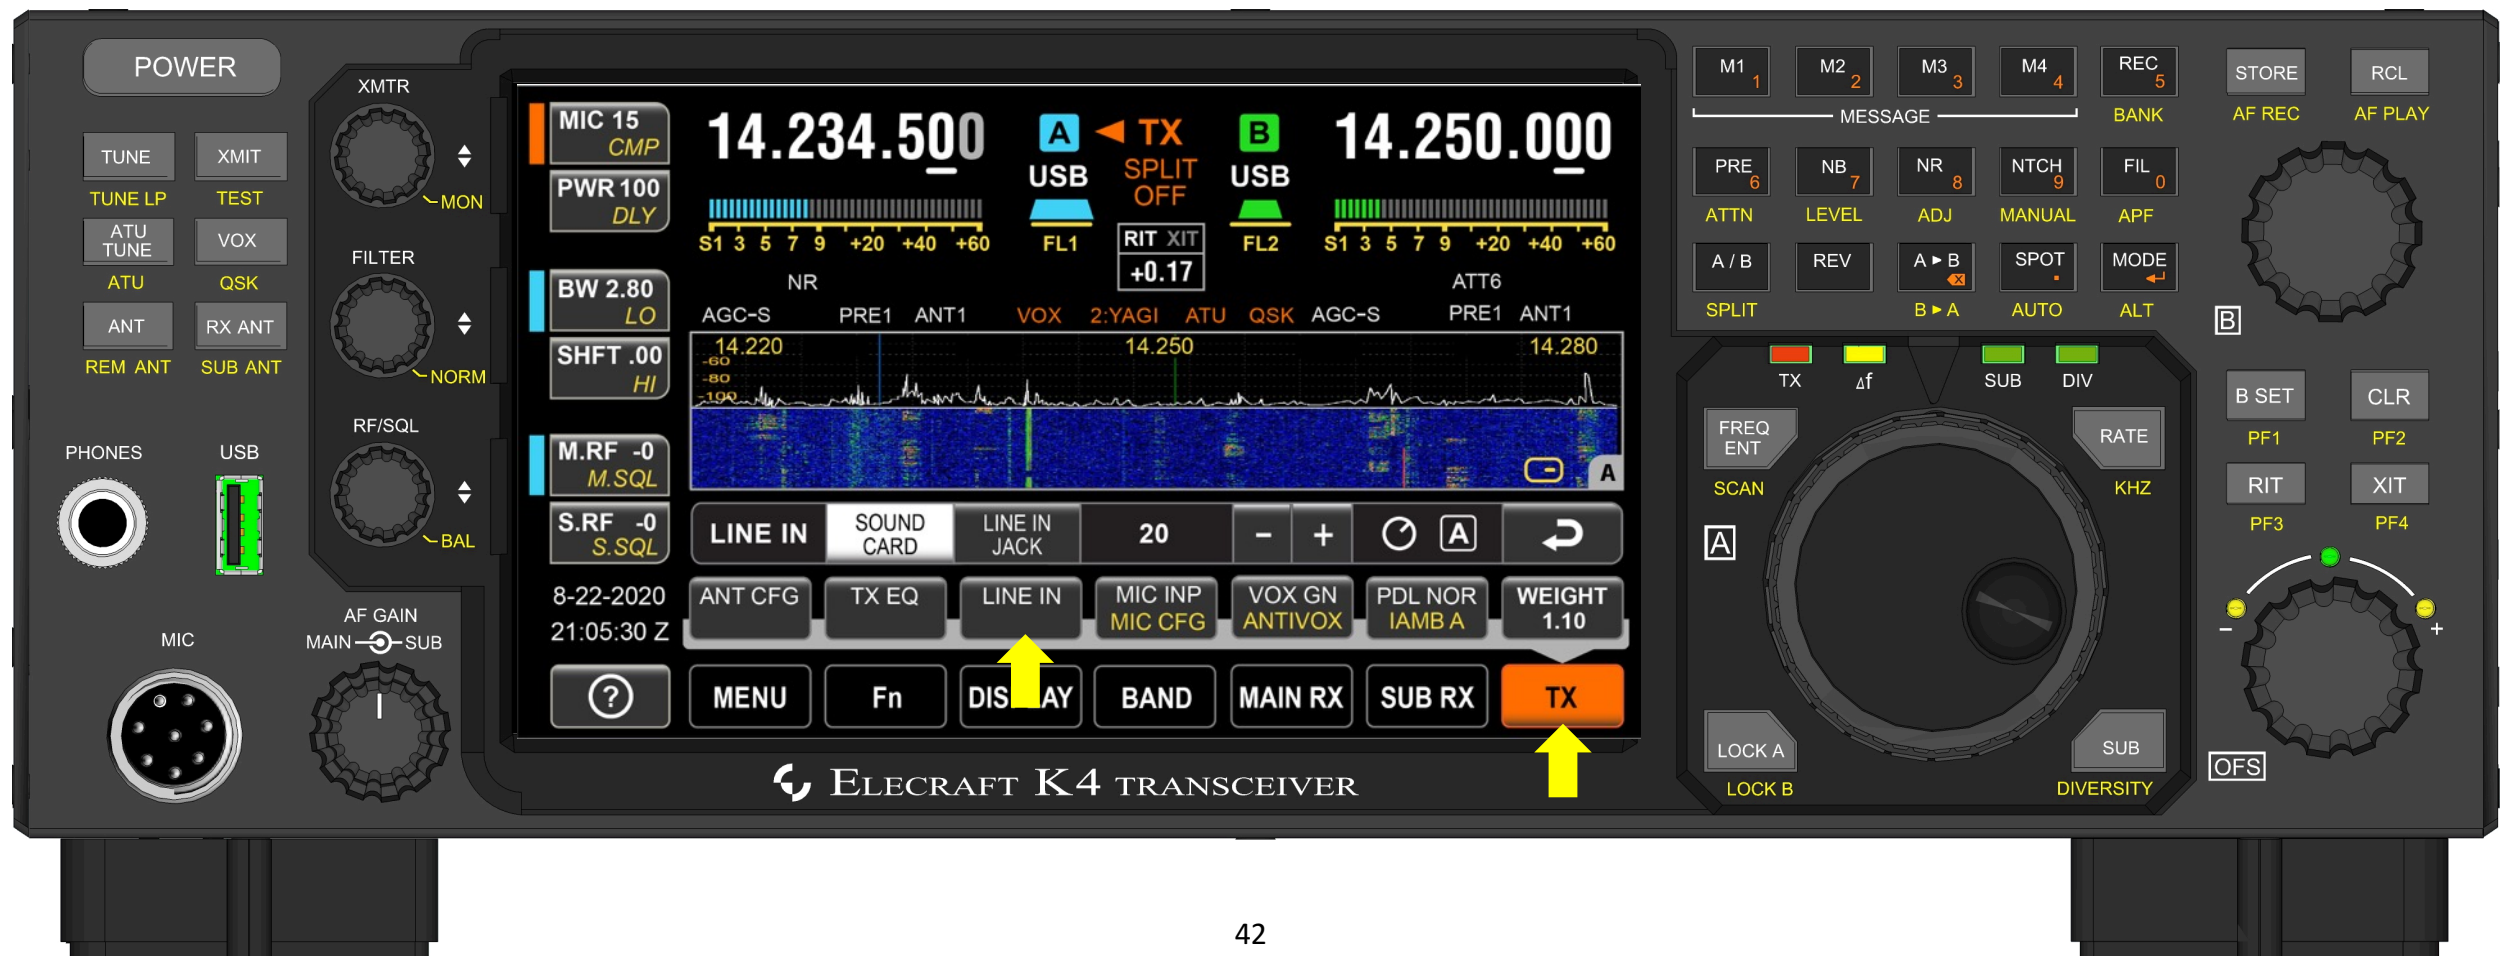 POWER
TUNE
XMIT
TUNE LP
TEST
ATU
TUNE
VOX
ATU
QSK
ANT
RX ANT
REM ANT
SUB ANT
PHONES
USB
MIC
XMTR
MON
FILTER
NORM
RF/SQL
BAL
AF GAIN
MAIN
SUB
MIC 15
CMP
PWR 100
DLY
BW 2.80
LO
SHFT .00
HI
M.RF -0
M.SQL
S.RF -0
S.SQL
8-22-2020
21:05:30 Z
?
14.234.500
A
TX
B
14.250.000
USB
SPLIT
OFF
USB
S1 3 5 7 9 +20 +40 +60
FL1
RIT XIT
+0.17
FL2
S1 3 5 7 9 +20 +40 +60
NR
ATT6
AGC-S
PRE1
ANT1
VOX
2:YAGI
ATU
QSK
AGC-S
PRE1
ANT1
14.220
14.250
14.280
-60
-80
-100
A
LINE IN
SOUND
CARD
LINE IN
JACK
20
-
+
A
ANT CFG
TX EQ
LINE IN
MIC INP
MIC CFG
VOX GN
ANTIVOX
PDL NOR
IAMB A
WEIGHT
1.10
MENU
Fn
DIS AY
BAND
MAIN RX
SUB RX
TX
ELECRAFT K4 TRANSCEIVER
M1 1
M2 2
M3 3
M4 4
REC 5
MESSAGE
BANK
PRE 6
NB 7
NR 8
NTCH 9
FIL 0
ATTN
LEVEL
ADJ
MANUAL
APF
A / B
REV
A ▸ B
SPOT .
MODE
SPLIT
B ▸ A
AUTO
ALT
TX
Δf
SUB
DIV
FREQ
ENT
SCAN
RATE
KHZ
A
LOCK A
LOCK B
SUB
DIVERSITY
STORE
RCL
AF REC
AF PLAY
B
B SET
CLR
PF1
PF2
RIT
XIT
PF3
PF4
-
+
OFS
42